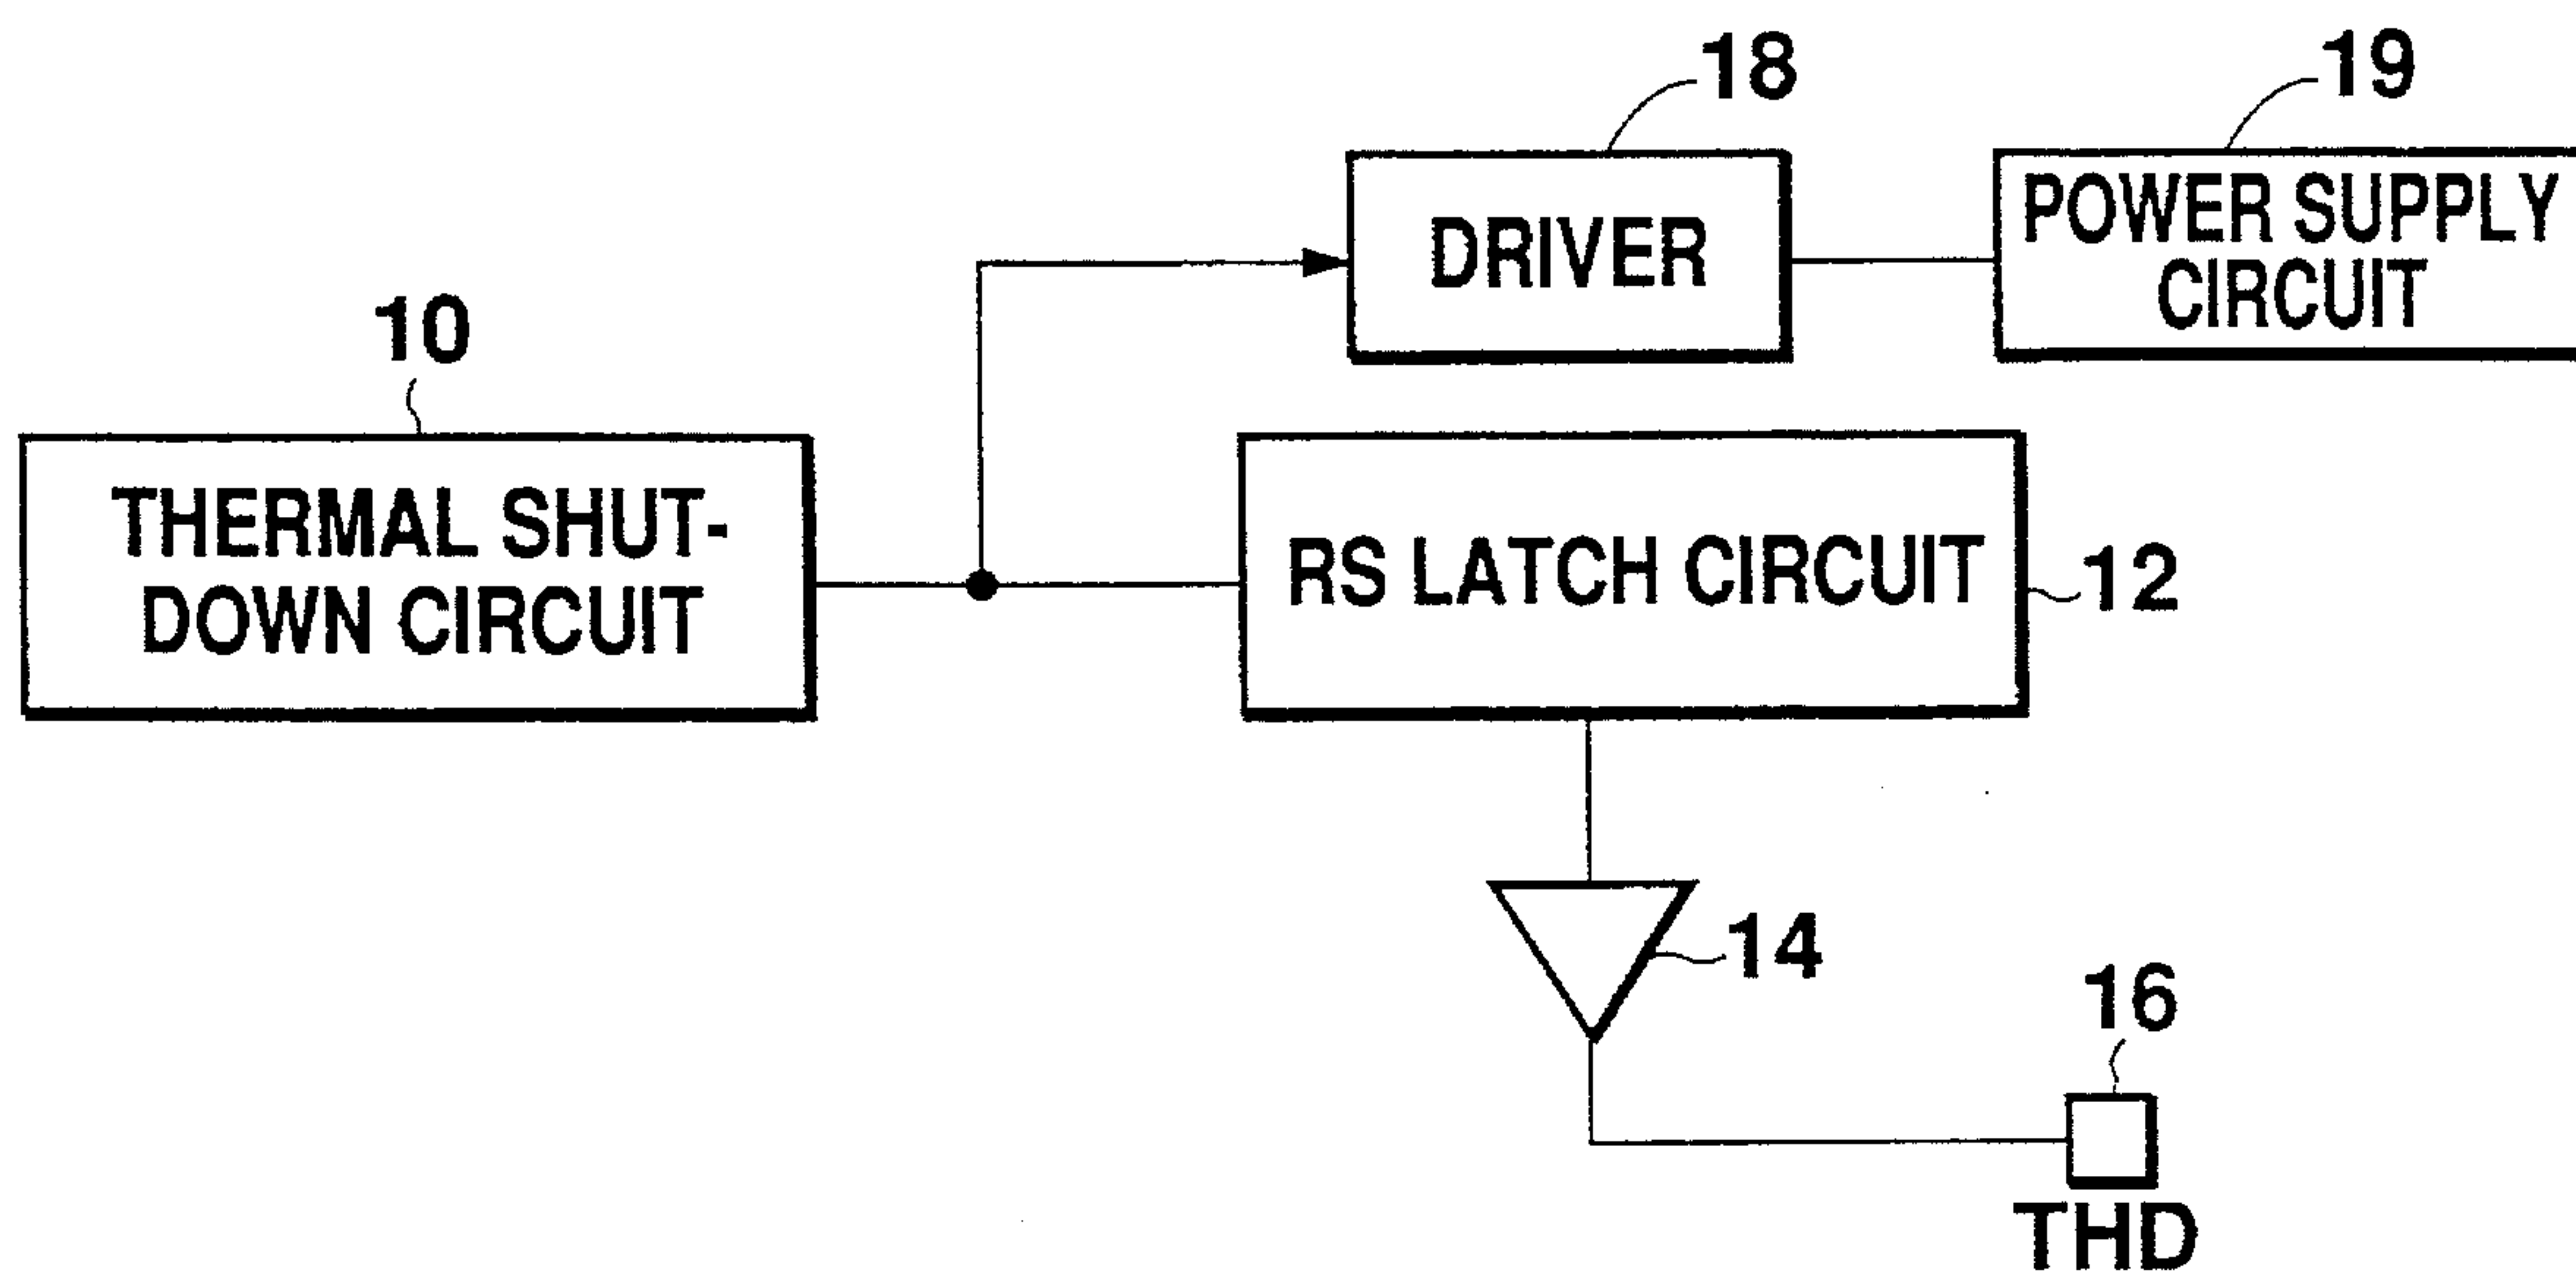 18
19
DRIVER
POWER SUPPLY
CIRCUIT
10
THERMAL SHUT-
DOWN CIRCUIT
RS LATCH CIRCUIT
12
14
16
THD